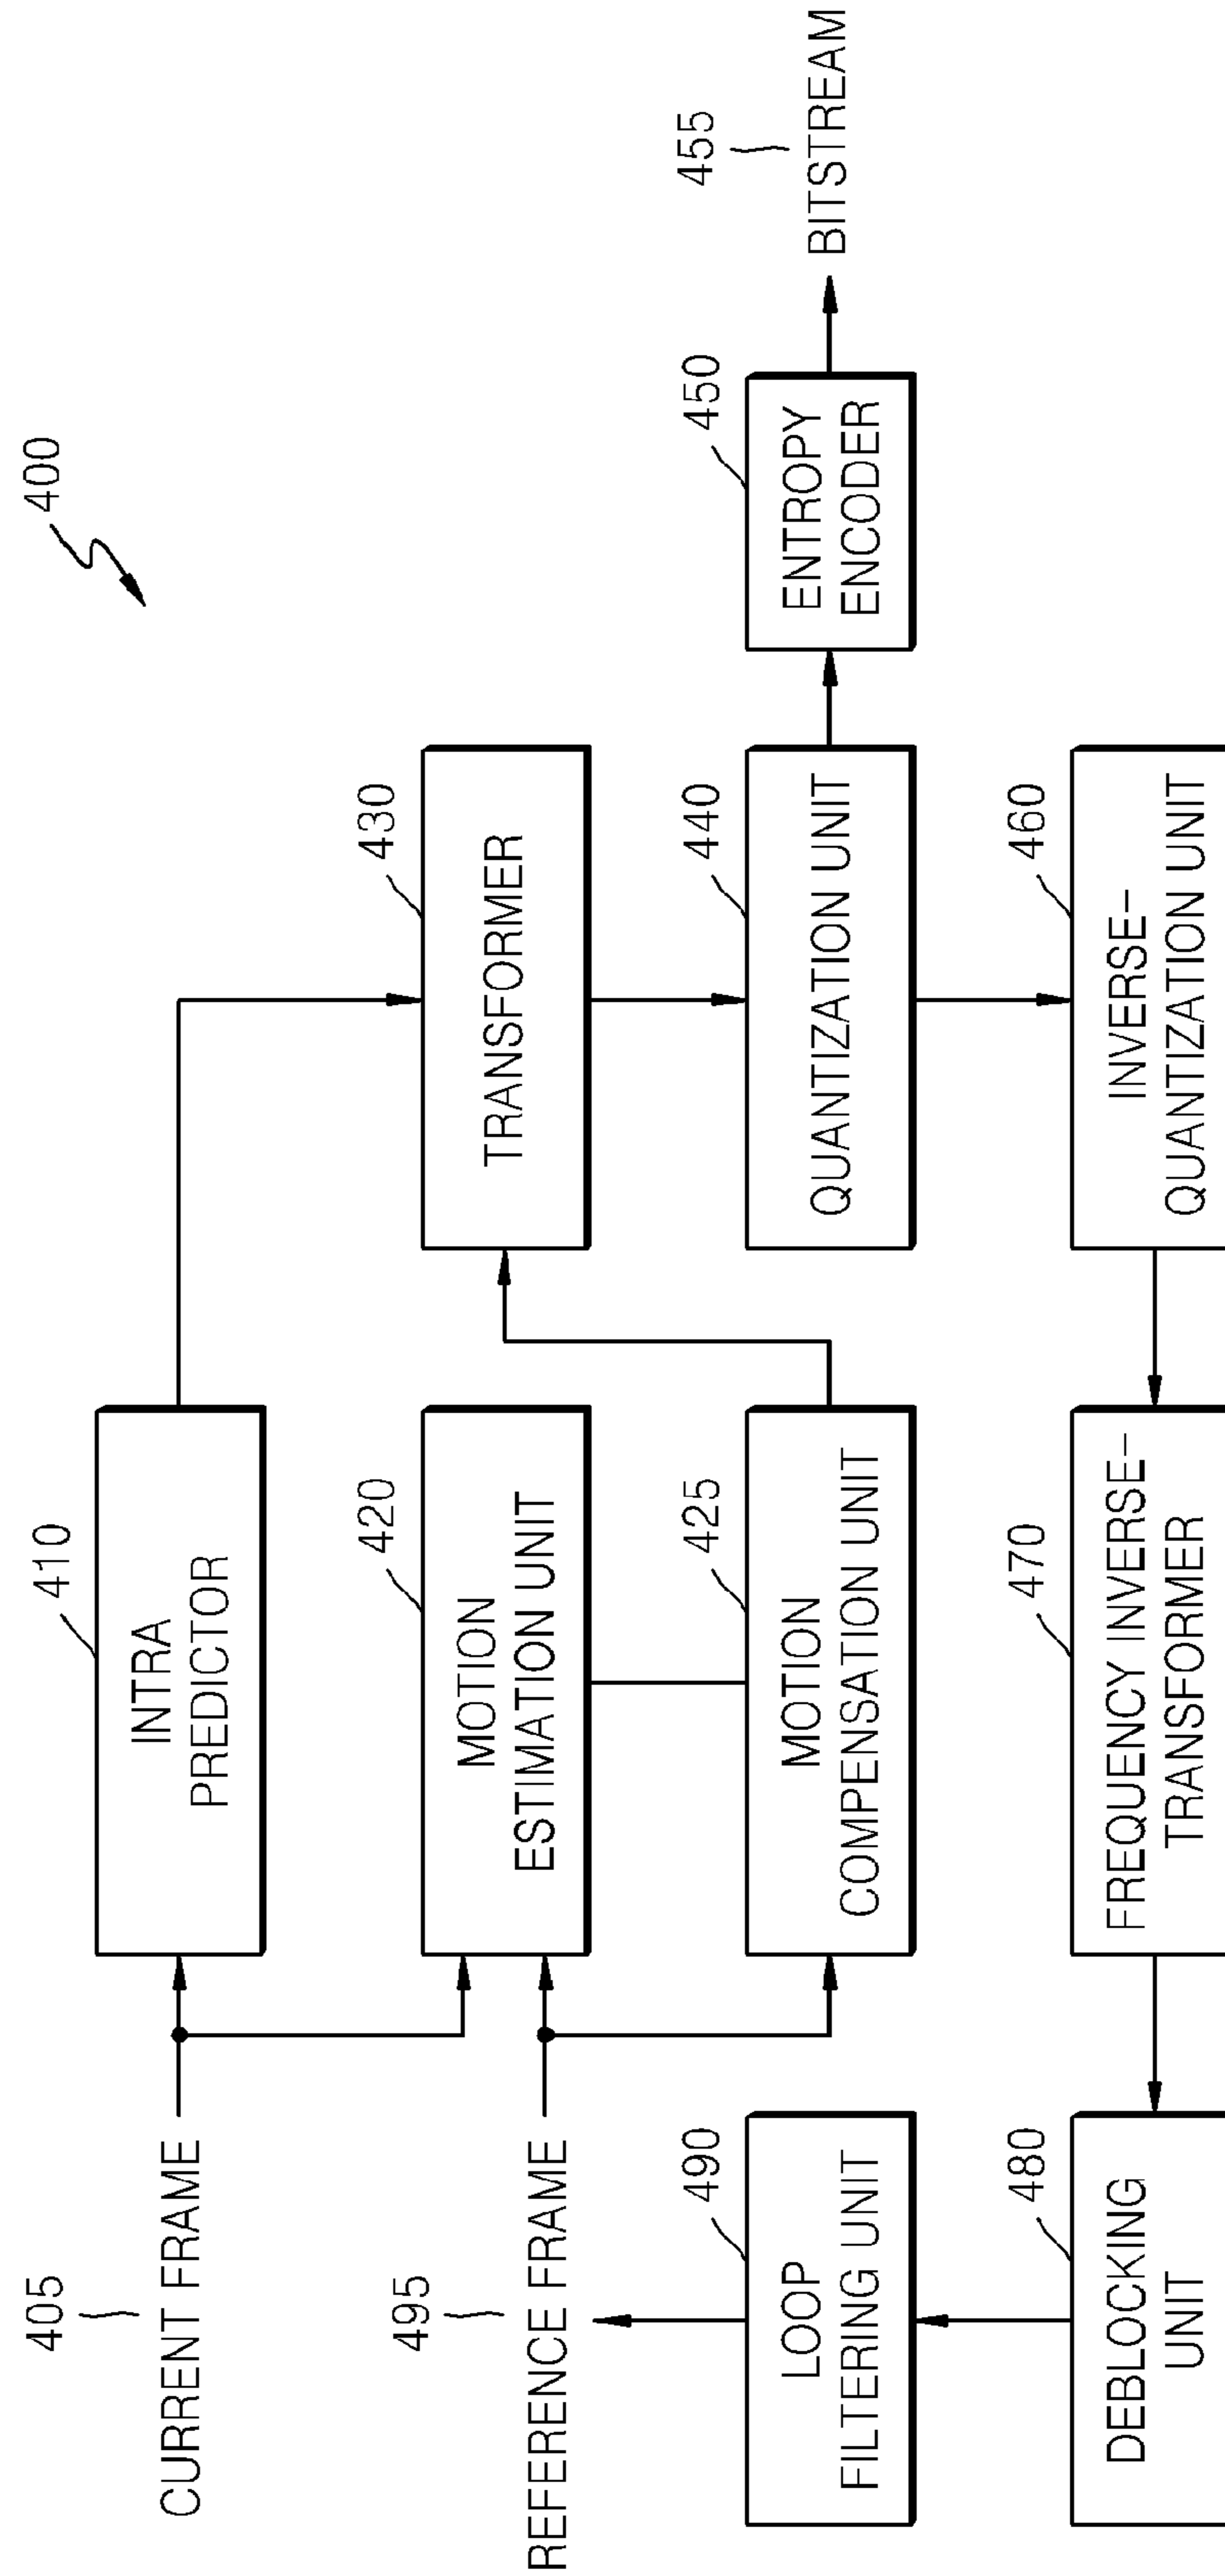 400
405
CURRENT FRAME
410
INTRA
PREDICTOR
495
REFERENCE FRAME
420
MOTION
ESTIMATION UNIT
430
TRANSFORMER
490
LOOP
FILTERING UNIT
425
MOTION
COMPENSATION UNIT
440
QUANTIZATION UNIT
450
ENTROPY
ENCODER
455
BITSTREAM
480
DEBLOCKING
UNIT
470
FREQUENCY INVERSE-
TRANSFORMER
460
INVERSE-
QUANTIZATION UNIT